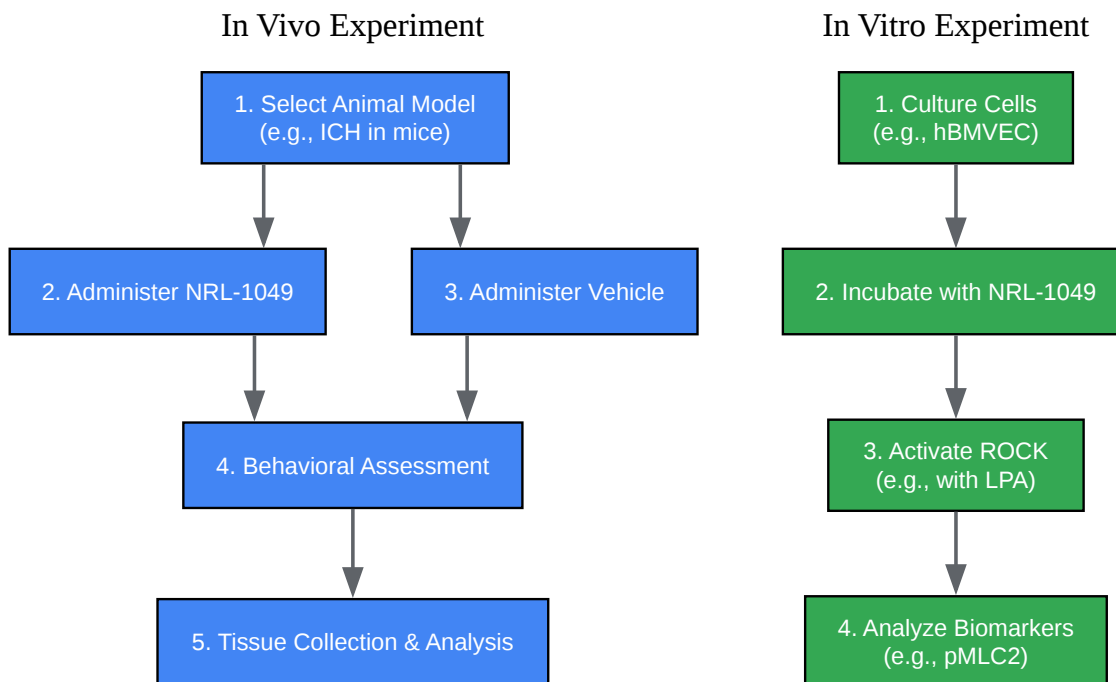 In Vivo Experiment
1. Select Animal Model
(e.g., ICH in mice)
2. Administer NRL-1049
3. Administer Vehicle
4. Behavioral Assessment
5. Tissue Collection & Analysis
In Vitro Experiment
1. Culture Cells
(e.g., hBMVEC)
2. Incubate with NRL-1049
3. Activate ROCK
(e.g., with LPA)
4. Analyze Biomarkers
(e.g., pMLC2)